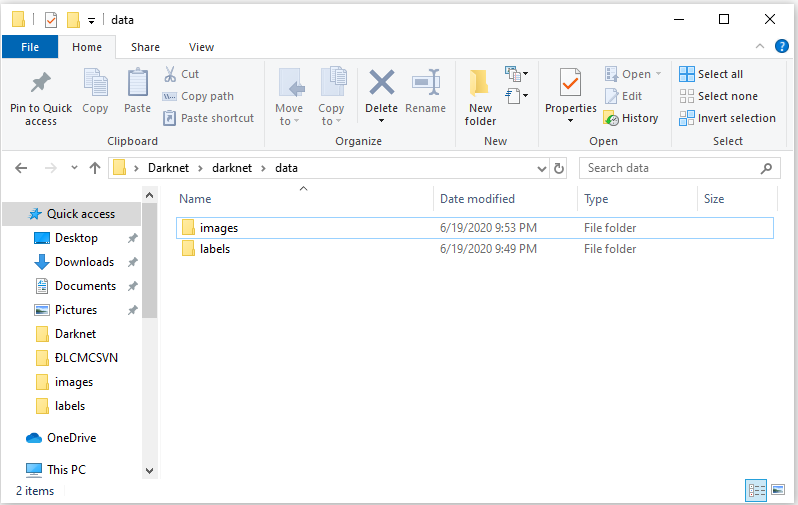 data
File Home Share View
Pin to Quick access
Copy
Paste
Cut
Copy path
Paste shortcut
Clipboard
Move to
Copy to
Delete
Rename
Organize
New folder
New
Properties
Open
Edit
History
Open
Select all
Select none
Invert selection
Select
Darknet > darknet > data
Search data
Name Date modified Type Size
images 6/19/2020 9:53 PM File folder
labels 6/19/2020 9:49 PM File folder
Quick access
Desktop
Downloads
Documents
Pictures
Darknet
ĐLCMCSVN
images
labels
OneDrive
This PC
2 items